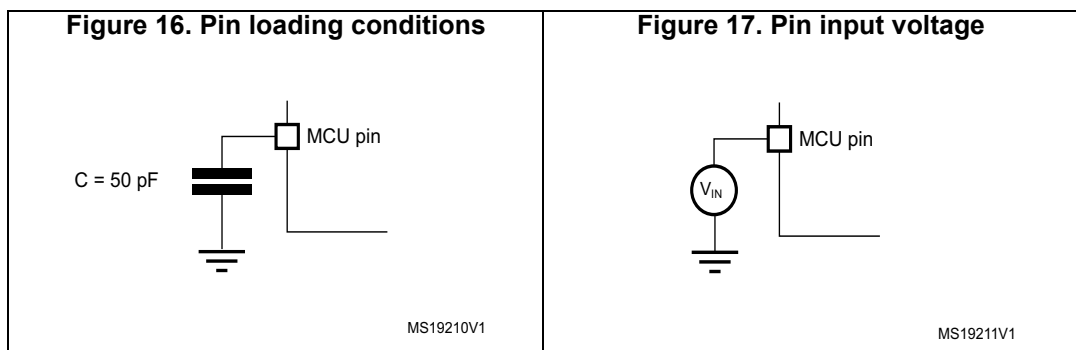 Figure 16. Pin loading conditions
MCU pin
C = 50 pF
MS19210V1
Figure 17. Pin input voltage
MCU pin
VIN
MS19211V1